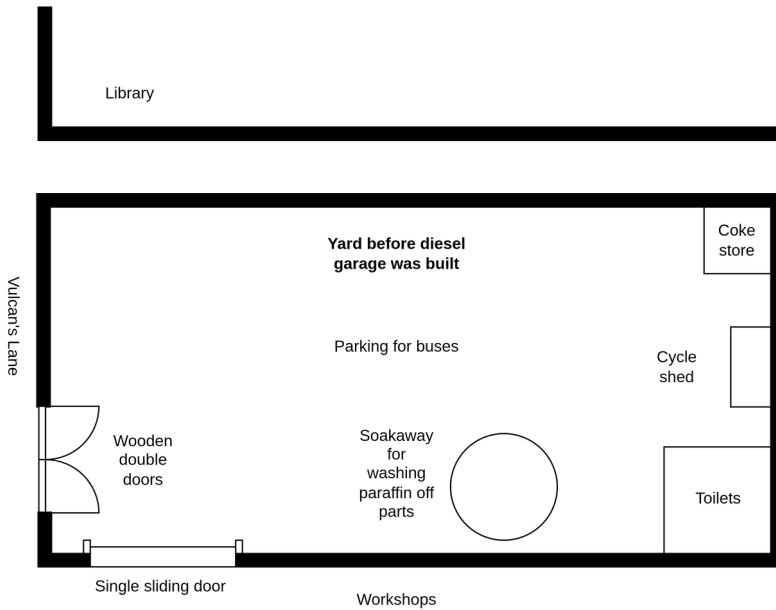 Library
Yard before diesel
garage was built
Coke
store
Vulcan's Lane
Parking for buses
Cycle
shed
Wooden
double
doors
Soakaway
for
washing
paraffin off
parts
Toilets
Single sliding door
Workshops